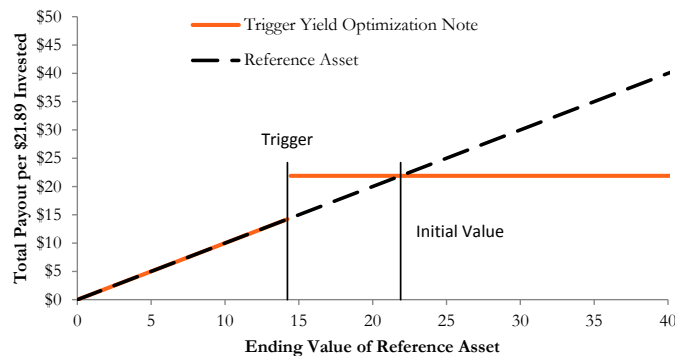 $50
$45
$40
$35
$30
$25
$20
$15
$10
$5
$0
Total Payout per $21.89 Invested
Trigger Yield Optimization Note
Reference Asset
Trigger
Initial Value
0 5 10 15 20 25 30 35 40
Ending Value of Reference Asset